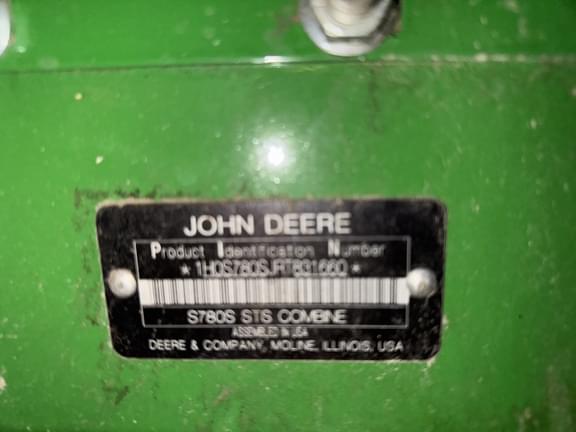 JOHN DEERE
Product Identification Number
*1H0S780SJRT831660*
S780S STS COMBINE
ASSEMBLED IN USA
DEERE & COMPANY, MOLINE, ILLINOIS, USA